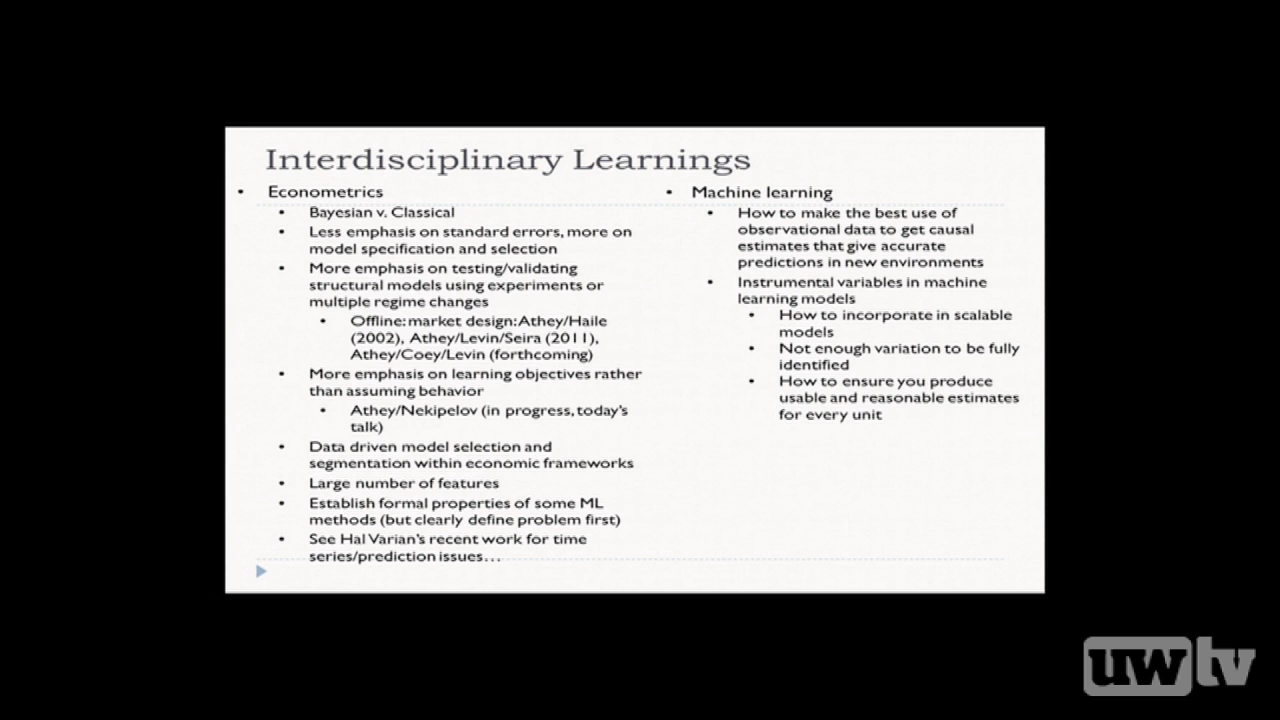 Interdisciplinary Learnings
• Econometrics
• Bayesian v. Classical
• Less emphasis on standard errors, more on
model specification and selection
• More emphasis on testing/validating
structural models using experiments or
multiple regime changes
• Offline: market design: Athey/Haile
(2002), Athey/Levin/Seira (2011),
Athey/Coey/Levin (forthcoming)
• More emphasis on learning objectives rather
than assuming behavior
• Athey/Nekipelov (in progress, today's
talk)
• Data driven model selection and
segmentation within economic frameworks
• Large number of features
• Establish formal properties of some ML
methods (but clearly define problem first)
• See Hal Varian's recent work for time
series/prediction issues…
• Machine learning
• How to make the best use of
observational data to get causal
estimates that give accurate
predictions in new environments
• Instrumental variables in machine
learning models
• How to incorporate in scalable
models
• Not enough variation to be fully
identified
• How to ensure you produce
usable and reasonable estimates
for every unit
uwtv